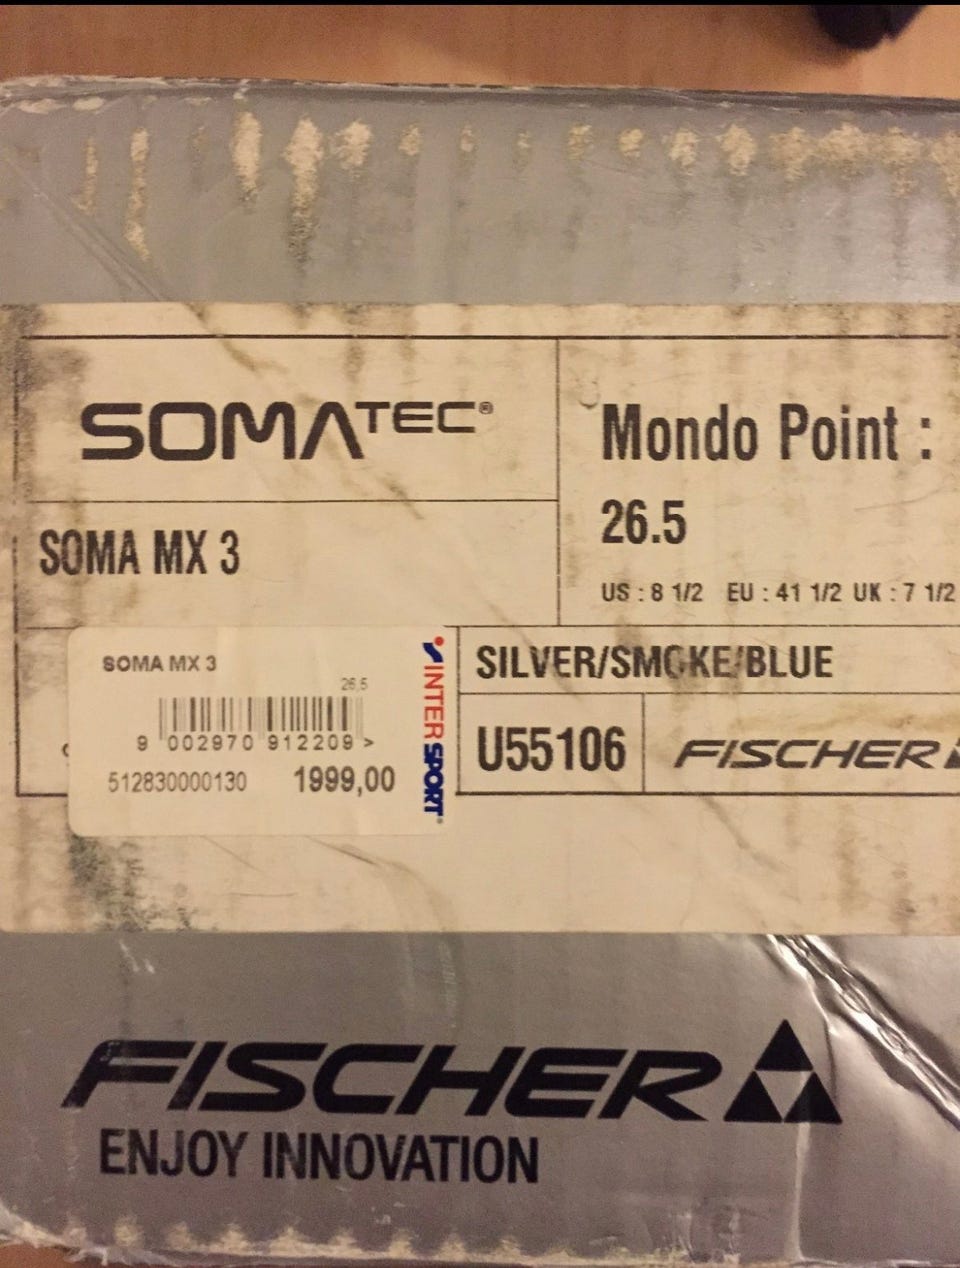 SOMATEC®
Mondo Point :
26.5
US : 8 1/2 EU : 41 1/2 UK : 7 1/2
SOMA MX 3
SILVER/SMOKE/BLUE
U55106
FISCHER
SOMA MX 3
26,5
9 002970 912209 >
512830000130 1999,00
INTERSPORT
FISCHER
ENJOY INNOVATION